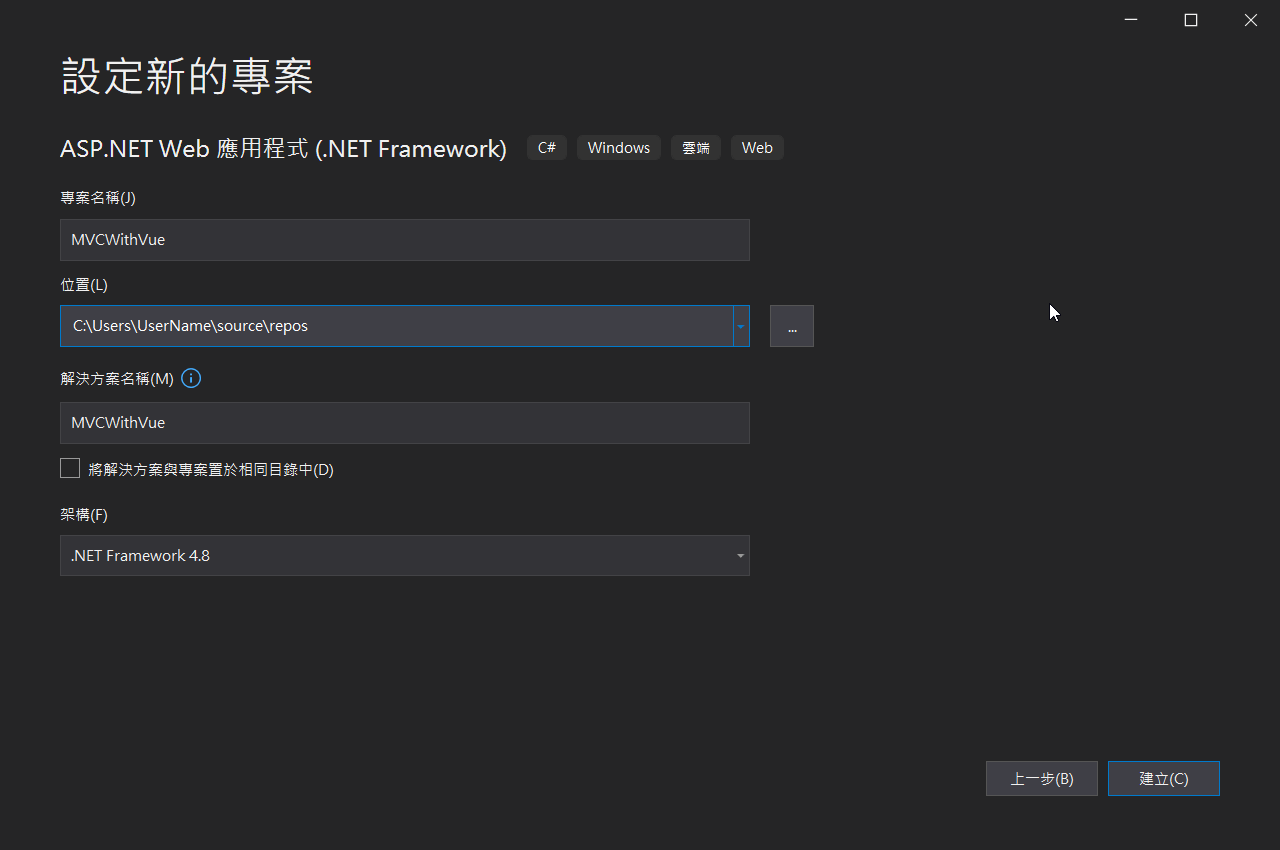 設定新的專案
ASP.NET Web 應用程式 (.NET Framework) C# Windows 雲端 Web
專案名稱(J)
MVCWithVue
位置(L)
C:\Users\UserName\source\repos ...
解決方案名稱(M)
MVCWithVue
將解決方案與專案置於相同目錄中(D)
架構(F)
.NET Framework 4.8
上一步(B) 建立(C)